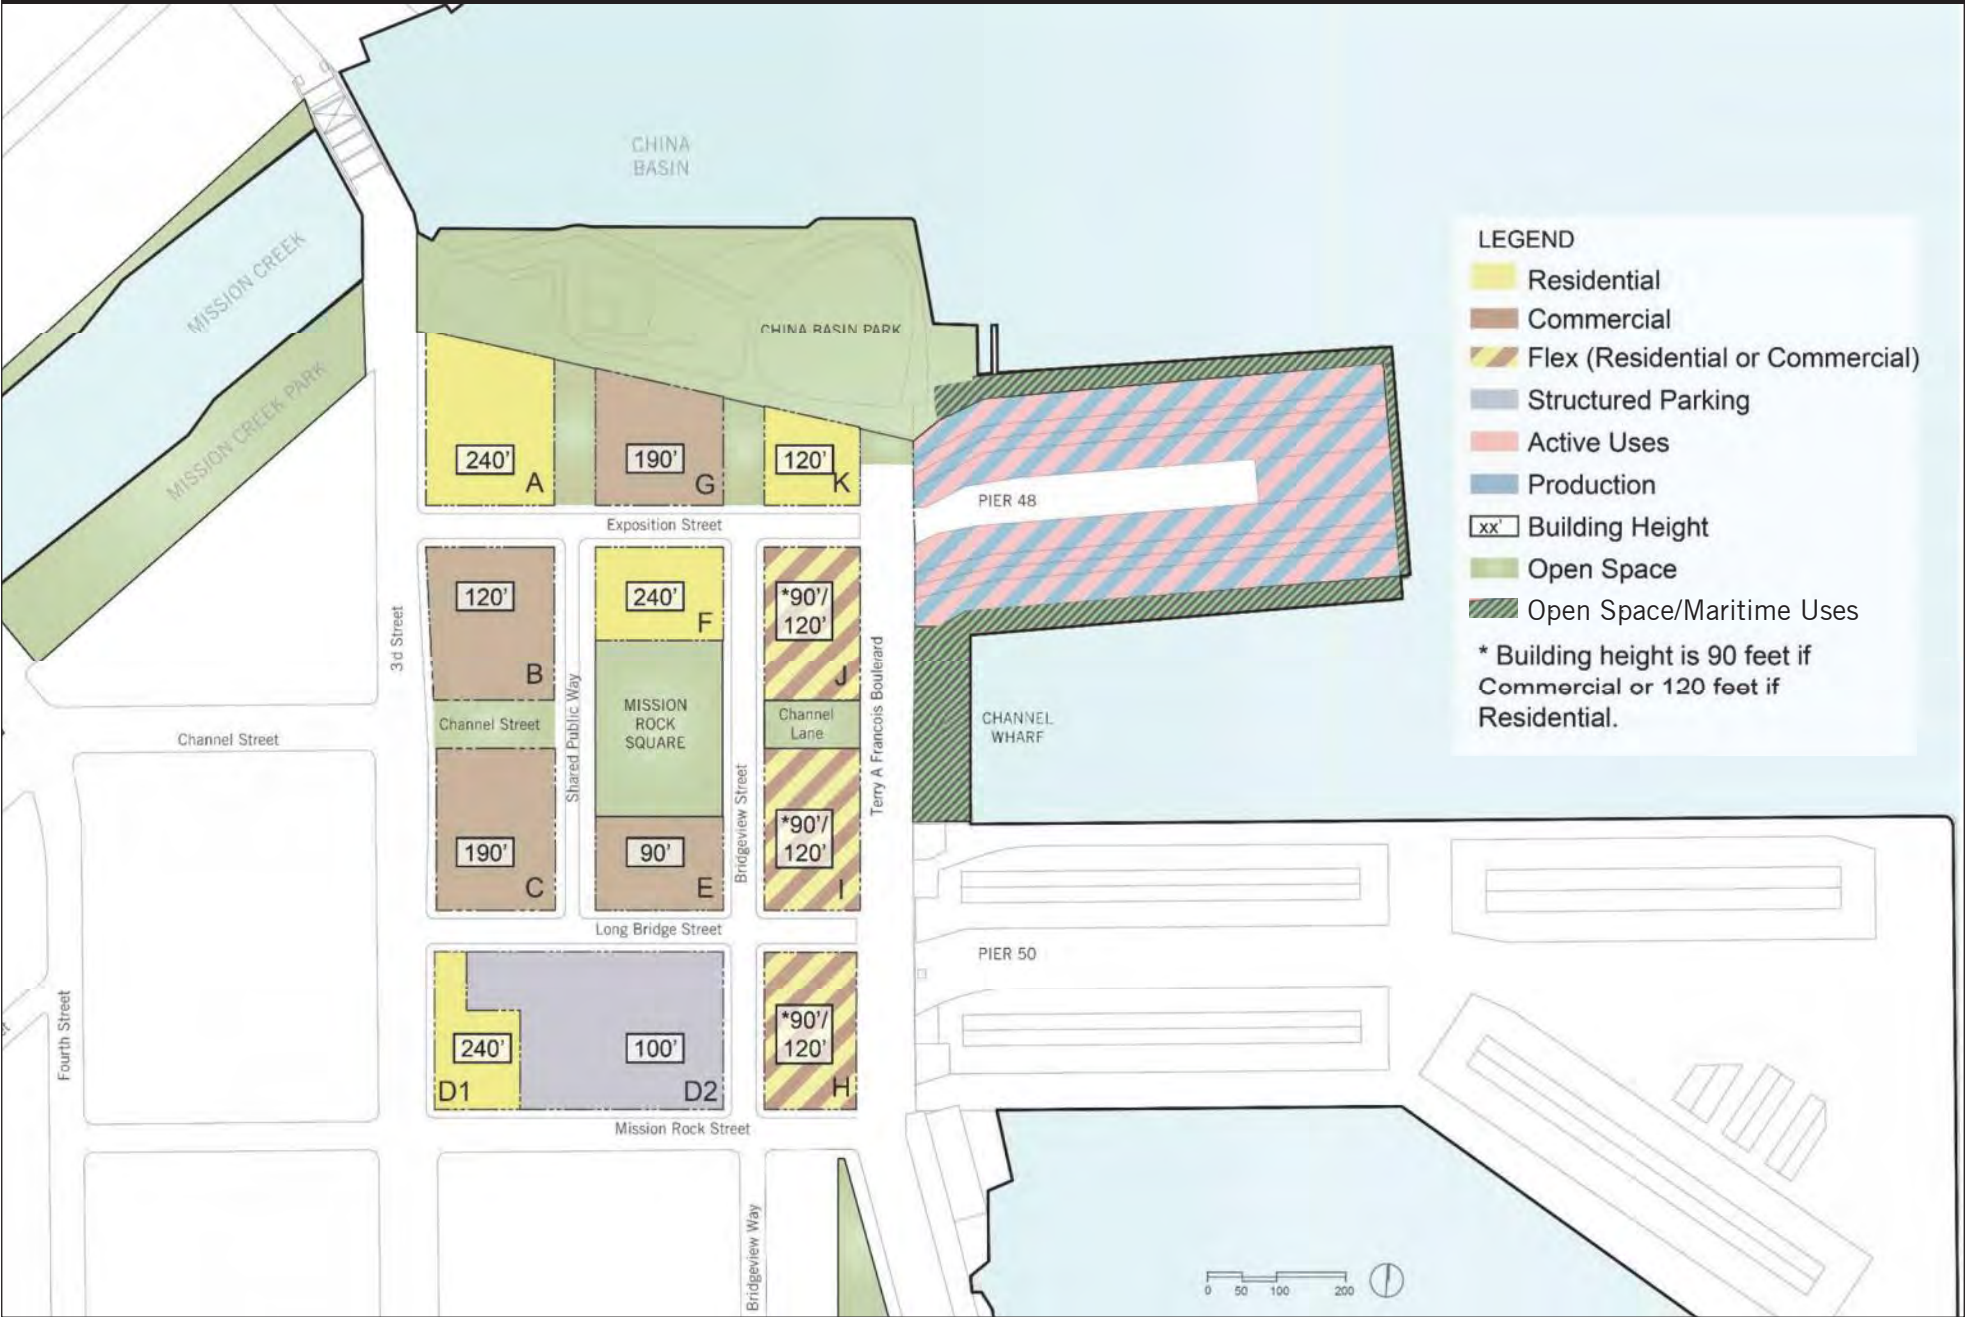 CHINA
BASIN
MISSION CREEK
MISSION CREEK PARK
CHINA BASIN PARK
LEGEND
Residential
Commercial
Flex (Residential or Commercial)
Structured Parking
Active Uses
Production
xx' Building Height
Open Space
Open Space/Maritime Uses
* Building height is 90 feet if
Commercial or 120 feet if
Residential.
240'
A
190'
G
120'
K
PIER 48
Exposition Street
120'
B
240'
F
*90'/
120'
J
3d Street
Shared Public Way
Bridgeview Street
Terry A Francois Boulerard
MISSION
ROCK
SQUARE
Channel Street
Channel Street
Channel
Lane
CHANNEL
WHARF
190'
C
90'
E
*90'/
120'
I
Long Bridge Street
PIER 50
Fourth Street
240'
D1
100'
D2
*90'/
120'
H
Mission Rock Street
Bridgeview Way
0 50 100 200